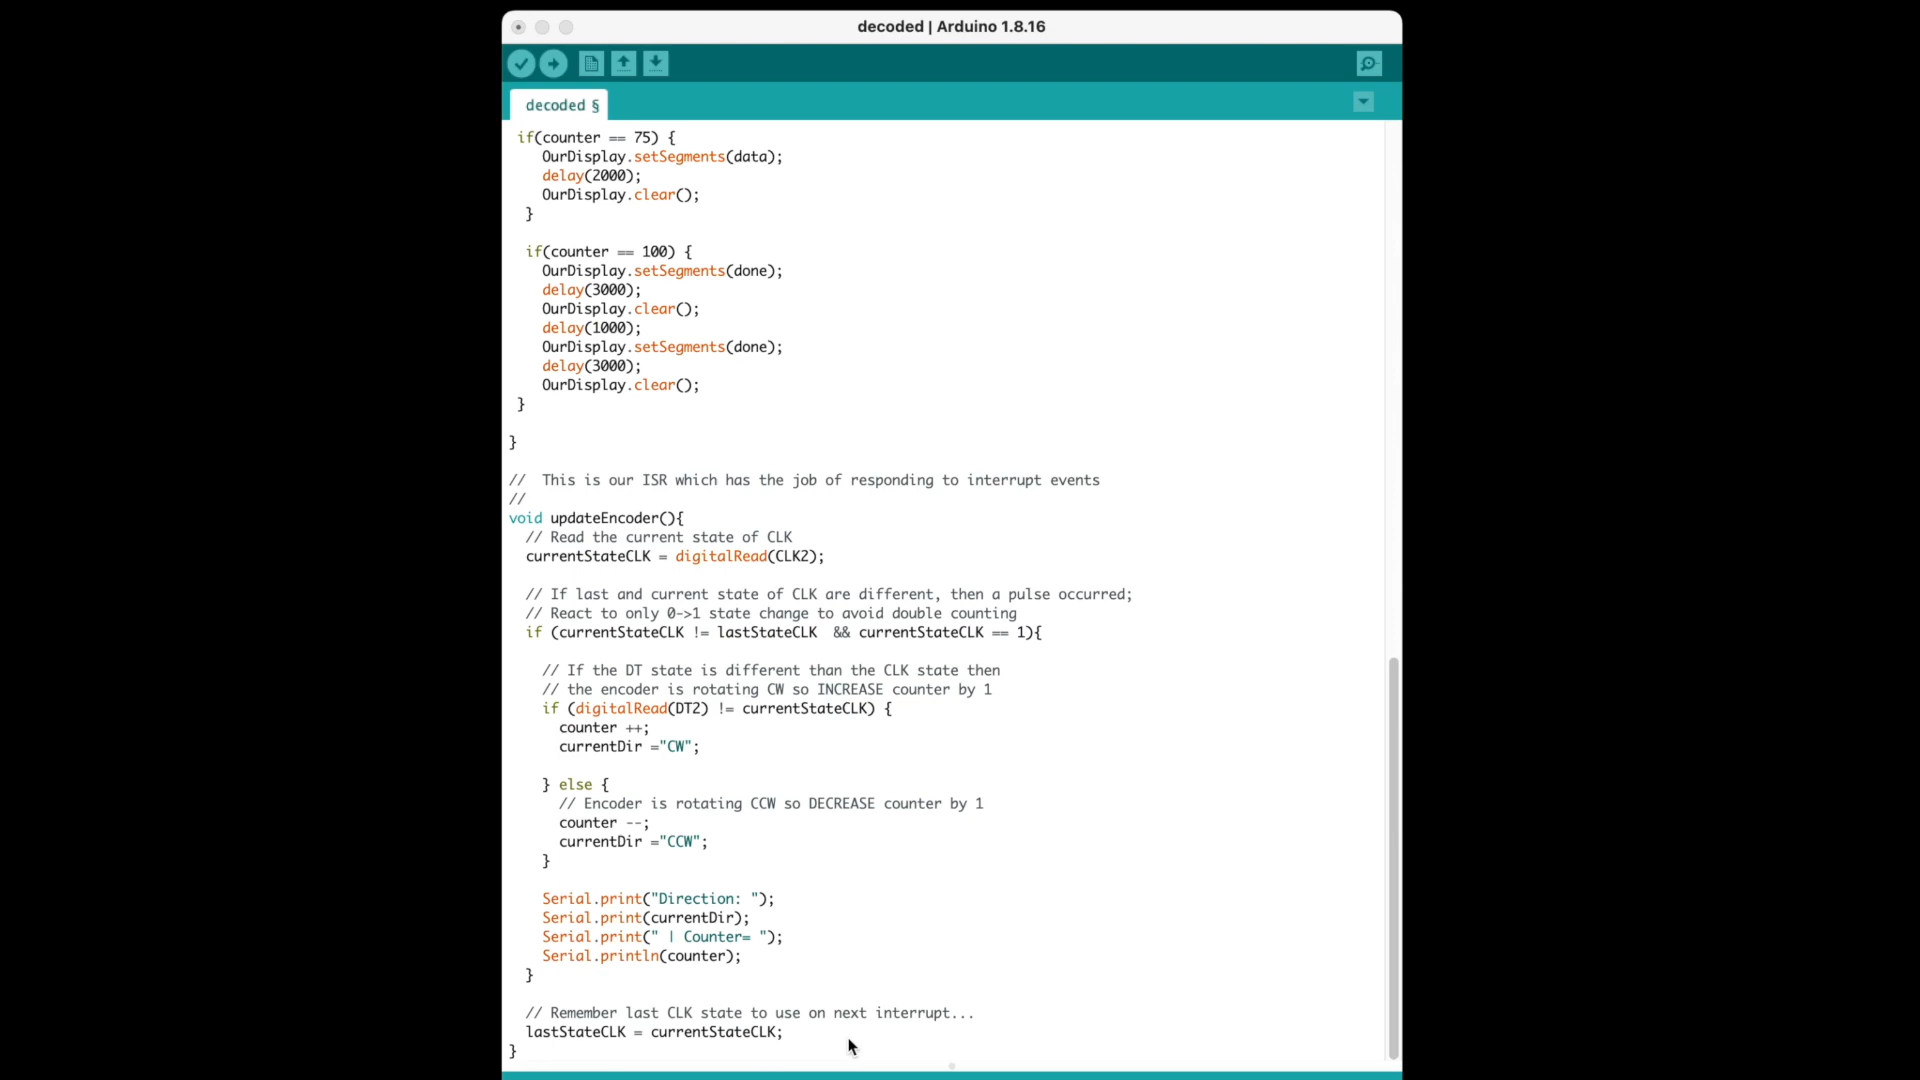 decoded | Arduino 1.8.16
decoded §
if(counter == 75) {
OurDisplay.setSegments(data);
delay(2000);
OurDisplay.clear();
}
if(counter == 100) {
OurDisplay.setSegments(done);
delay(3000);
OurDisplay.clear();
delay(1000);
OurDisplay.setSegments(done);
delay(3000);
OurDisplay.clear();
}
}
//  This is our ISR which has the job of responding to interrupt events
//
void updateEncoder(){
// Read the current state of CLK
currentStateCLK = digitalRead(CLK2);
// If last and current state of CLK are different, then a pulse occurred;
// React to only 0->1 state change to avoid double counting
if (currentStateCLK != lastStateCLK  && currentStateCLK == 1){
// If the DT state is different than the CLK state then
// the encoder is rotating CW so INCREASE counter by 1
if (digitalRead(DT2) != currentStateCLK) {
counter ++;
currentDir ="CW";
} else {
// Encoder is rotating CCW so DECREASE counter by 1
counter --;
currentDir ="CCW";
}
Serial.print("Direction: ");
Serial.print(currentDir);
Serial.print(" | Counter= ");
Serial.println(counter);
}
// Remember last CLK state to use on next interrupt...
lastStateCLK = currentStateCLK;
}